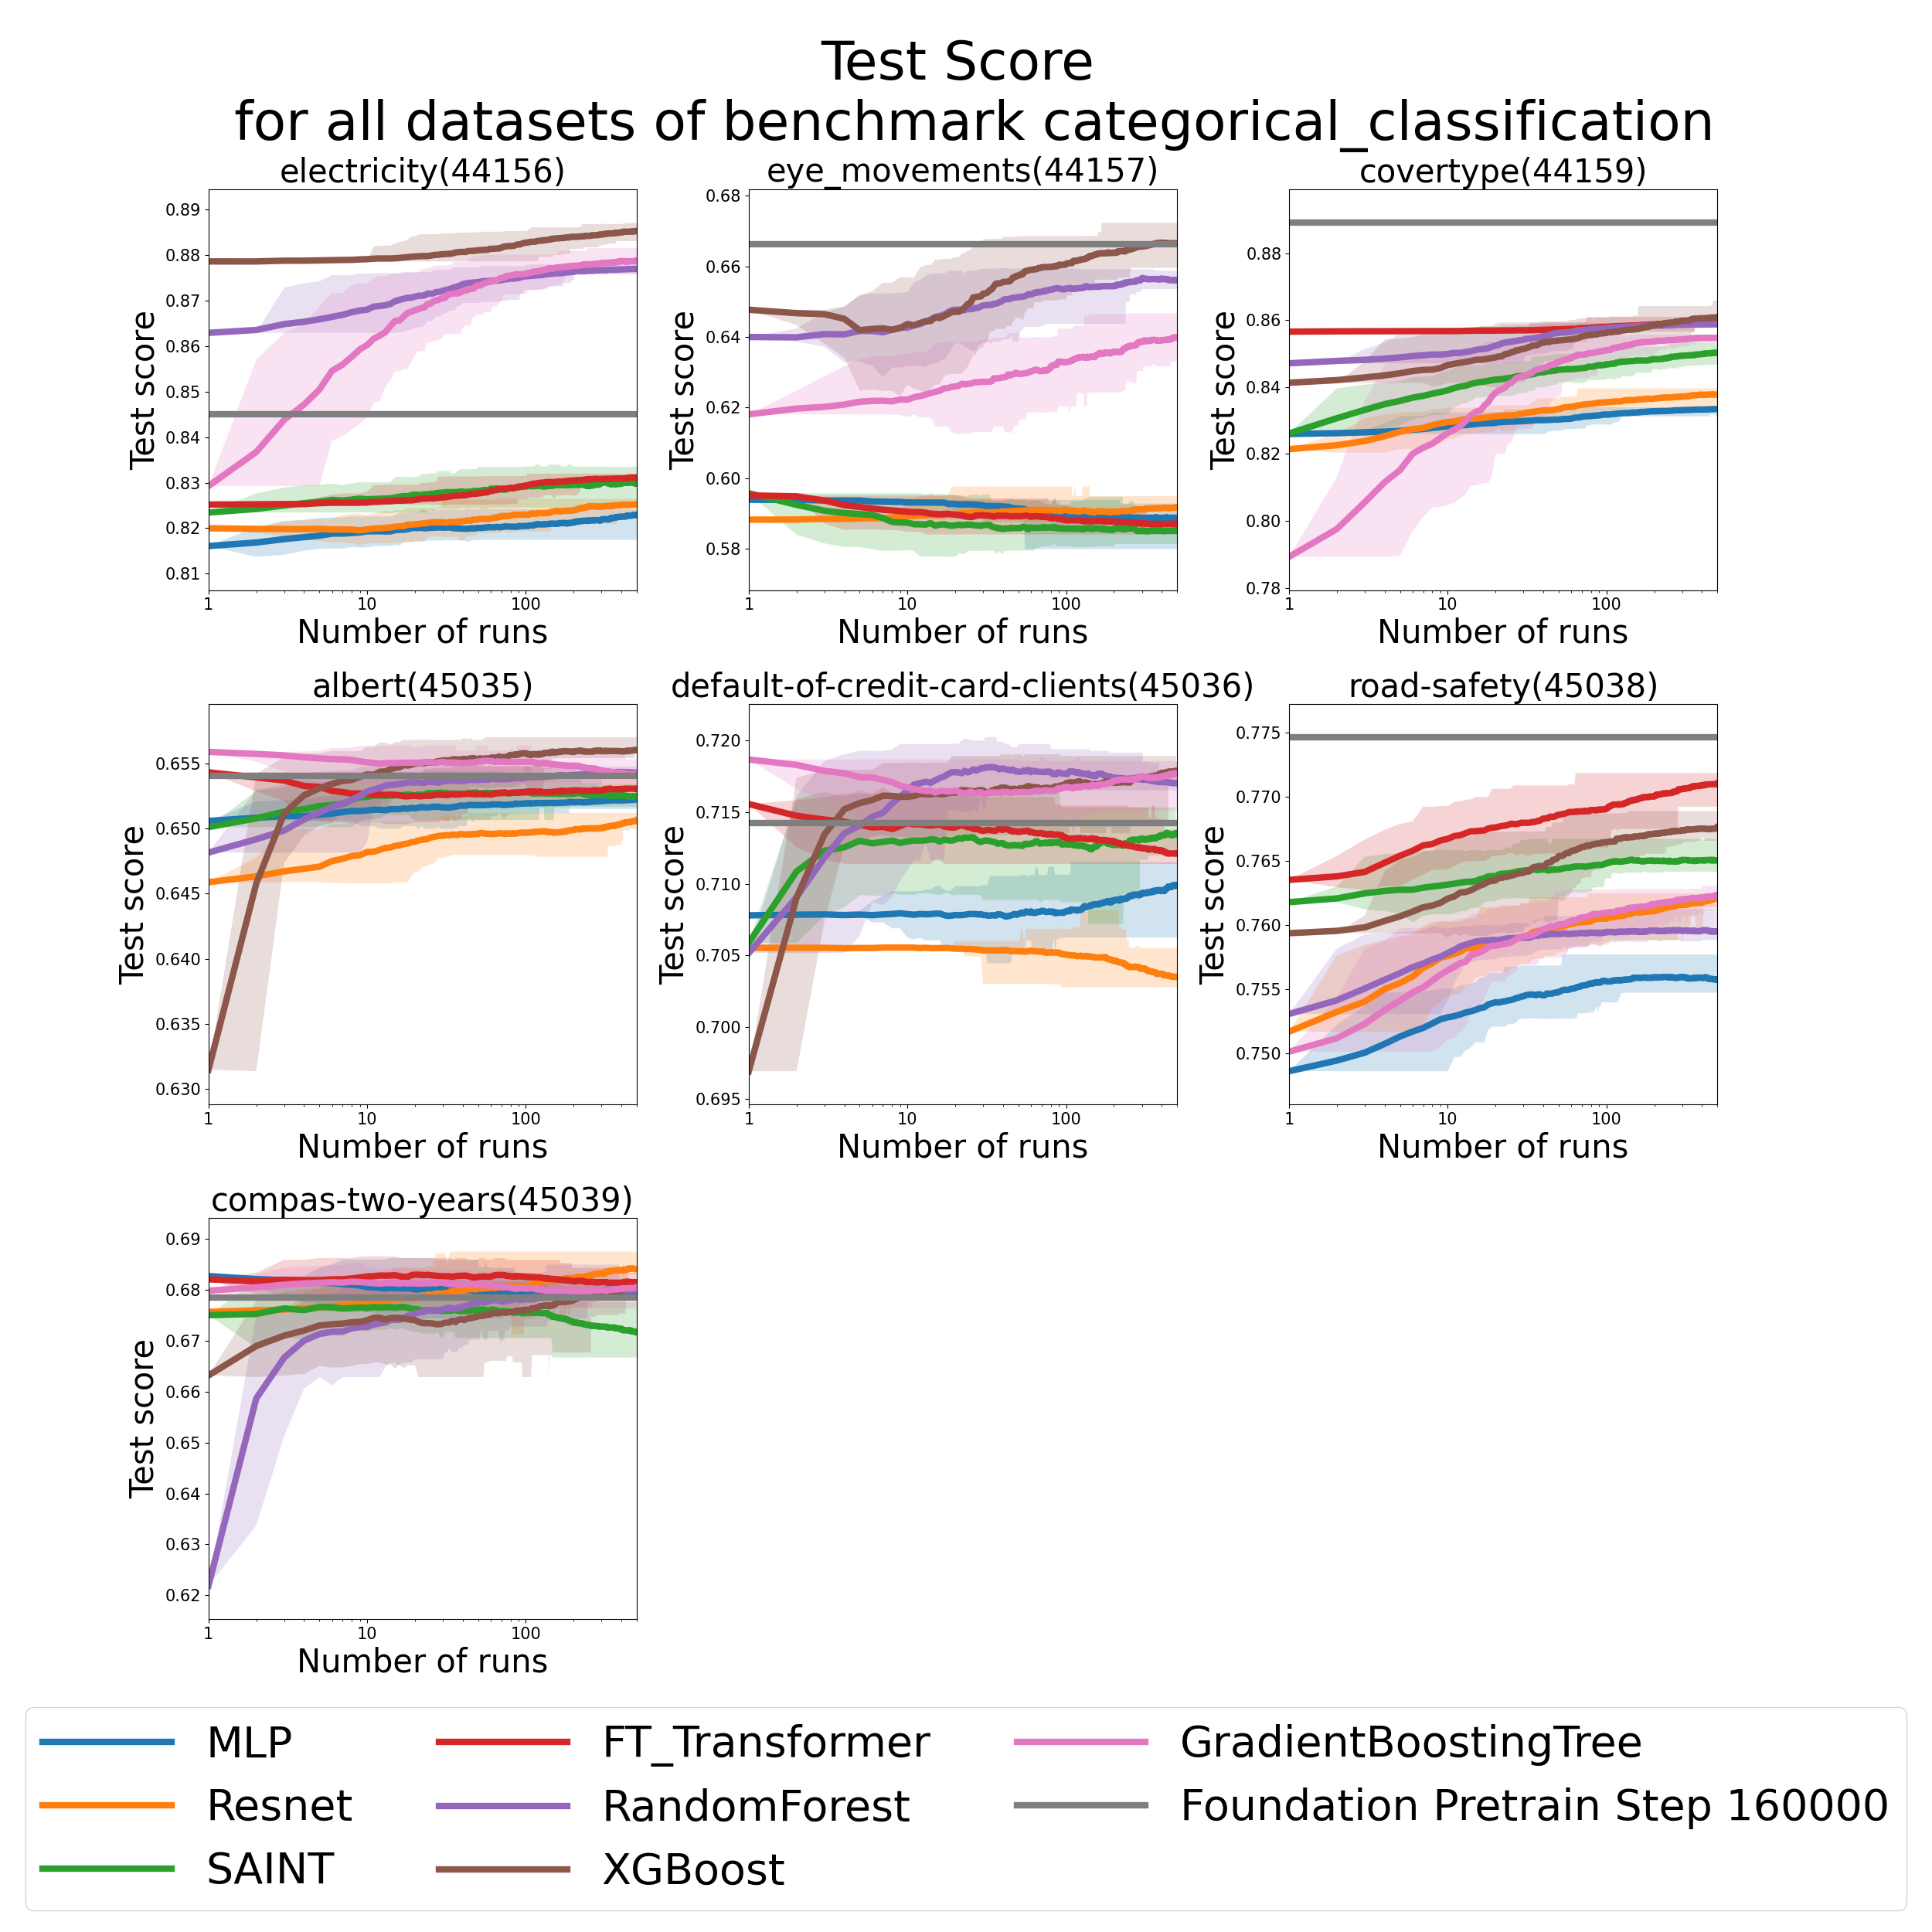 Test Score
for all datasets of benchmark categorical_classification
electricity(44156)
0.89
0.88
0.87
0.86
0.85
0.84
0.83
0.82
0.81
Test score
1
10
100
Number of runs
eye_movements(44157)
0.68
0.66
0.64
0.62
0.60
0.58
Test score
1
10
100
Number of runs
covertype(44159)
0.88
0.86
0.84
0.82
0.80
0.78
Test score
1
10
100
Number of runs
albert(45035)
0.655
0.650
0.645
0.640
0.635
0.630
Test score
1
10
100
Number of runs
default-of-credit-card-clients(45036)
0.720
0.715
0.710
0.705
0.700
0.695
Test score
1
10
100
Number of runs
road-safety(45038)
0.775
0.770
0.765
0.760
0.755
0.750
Test score
1
10
100
Number of runs
compas-two-years(45039)
0.69
0.68
0.67
0.66
0.65
0.64
0.63
0.62
Test score
1
10
100
Number of runs
MLP
Resnet
SAINT
FT_Transformer
RandomForest
XGBoost
GradientBoostingTree
Foundation Pretrain Step 160000